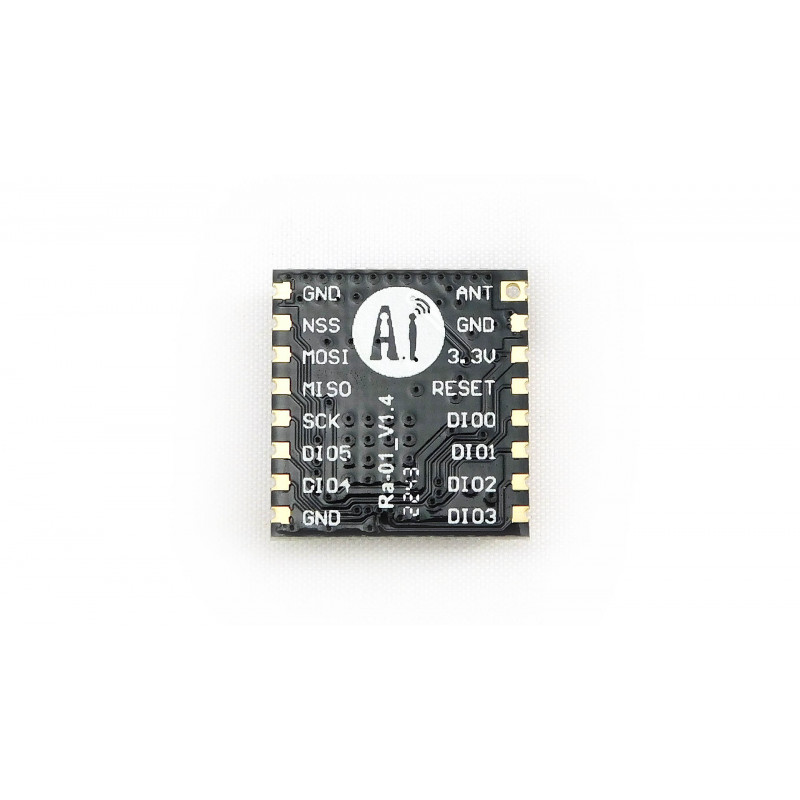 GND ANT
NSS GND
MOSI 3.3V
MISO RESET
SCK DIO0
DIO5 DIO1
DIO4 DIO2
GND DIO3
Ai
Ra-01_V1.4
2243